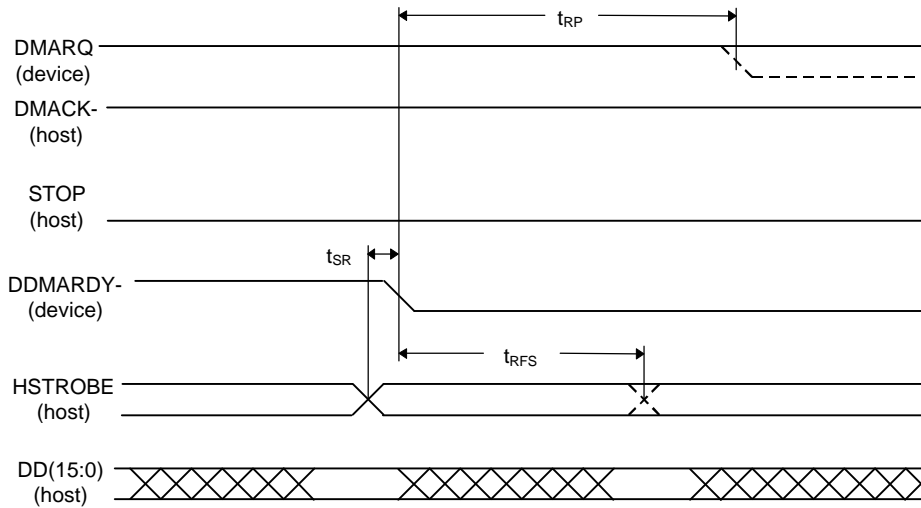 tRP
DMARQ
(device)
DMACK-
(host)
STOP
(host)
tSR
DDMARDY-
(device)
tRFS
HSTROBE
(host)
DD(15:0)
(host)